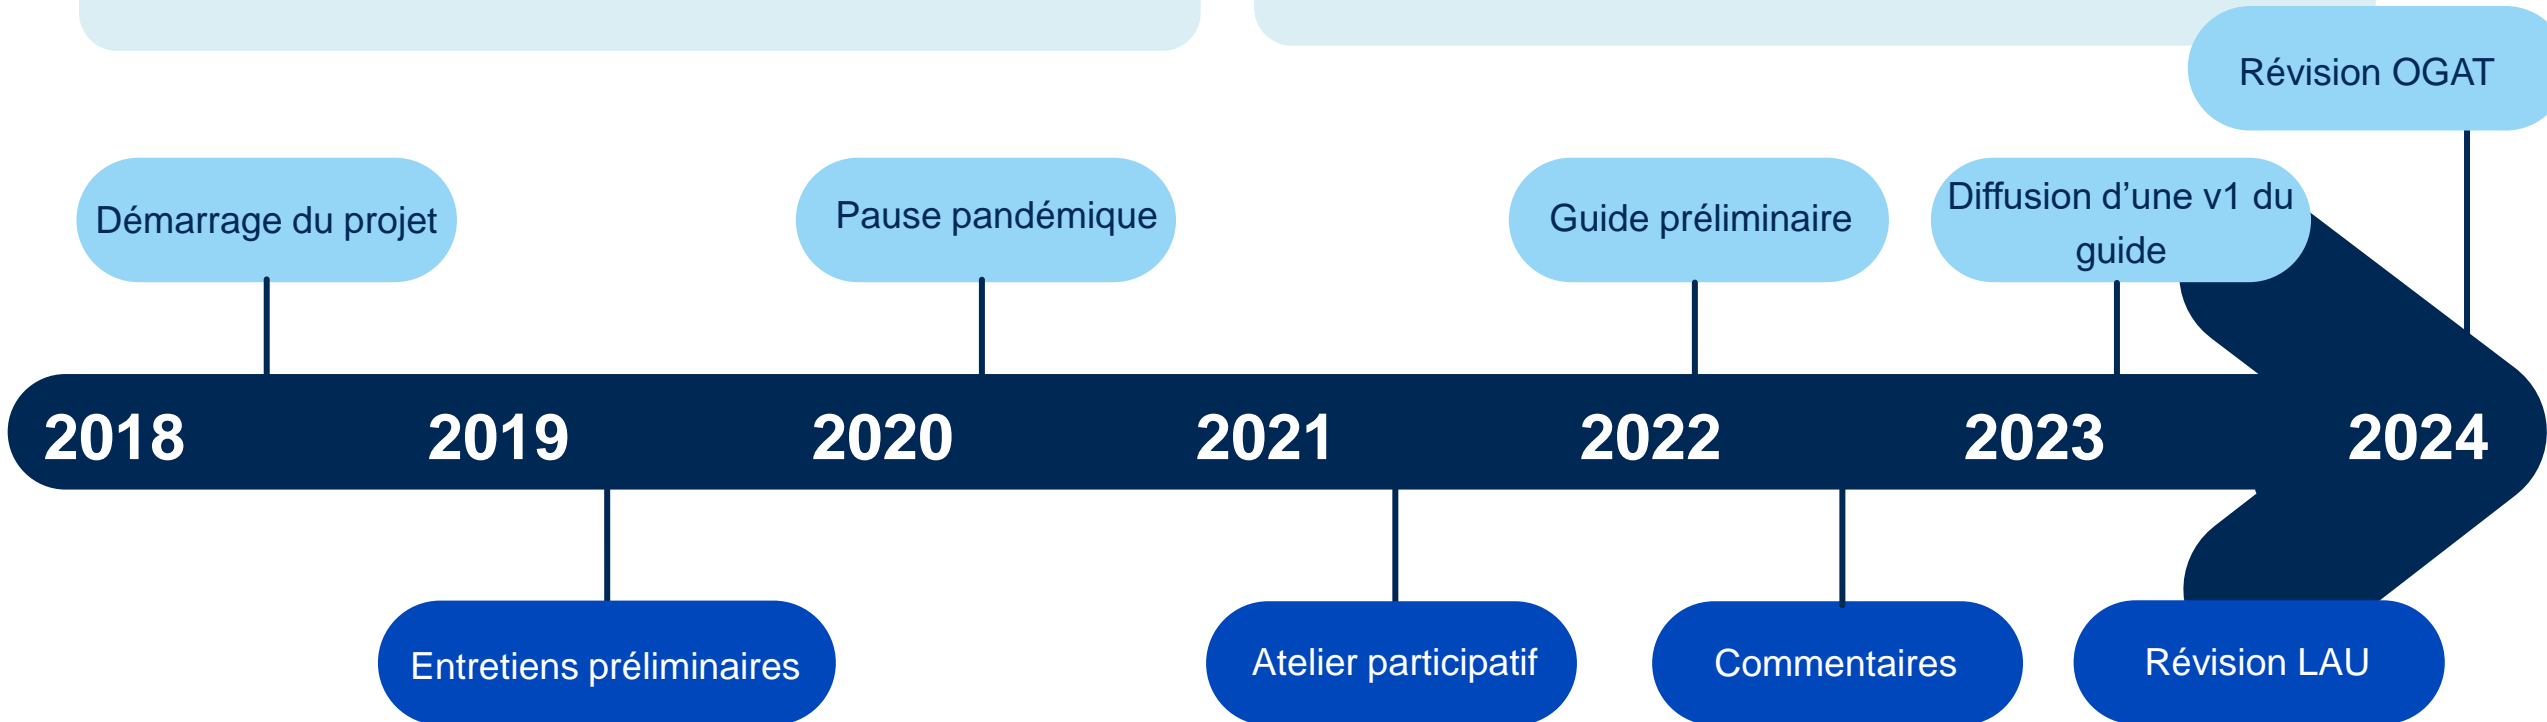 Révision OGAT
Démarrage du projet
Pause pandémique
Guide préliminaire
Diffusion d’une v1 du
guide
2018
2019
2020
2021
2022
2023
2024
Entretiens préliminaires
Atelier participatif
Commentaires
Révision LAU